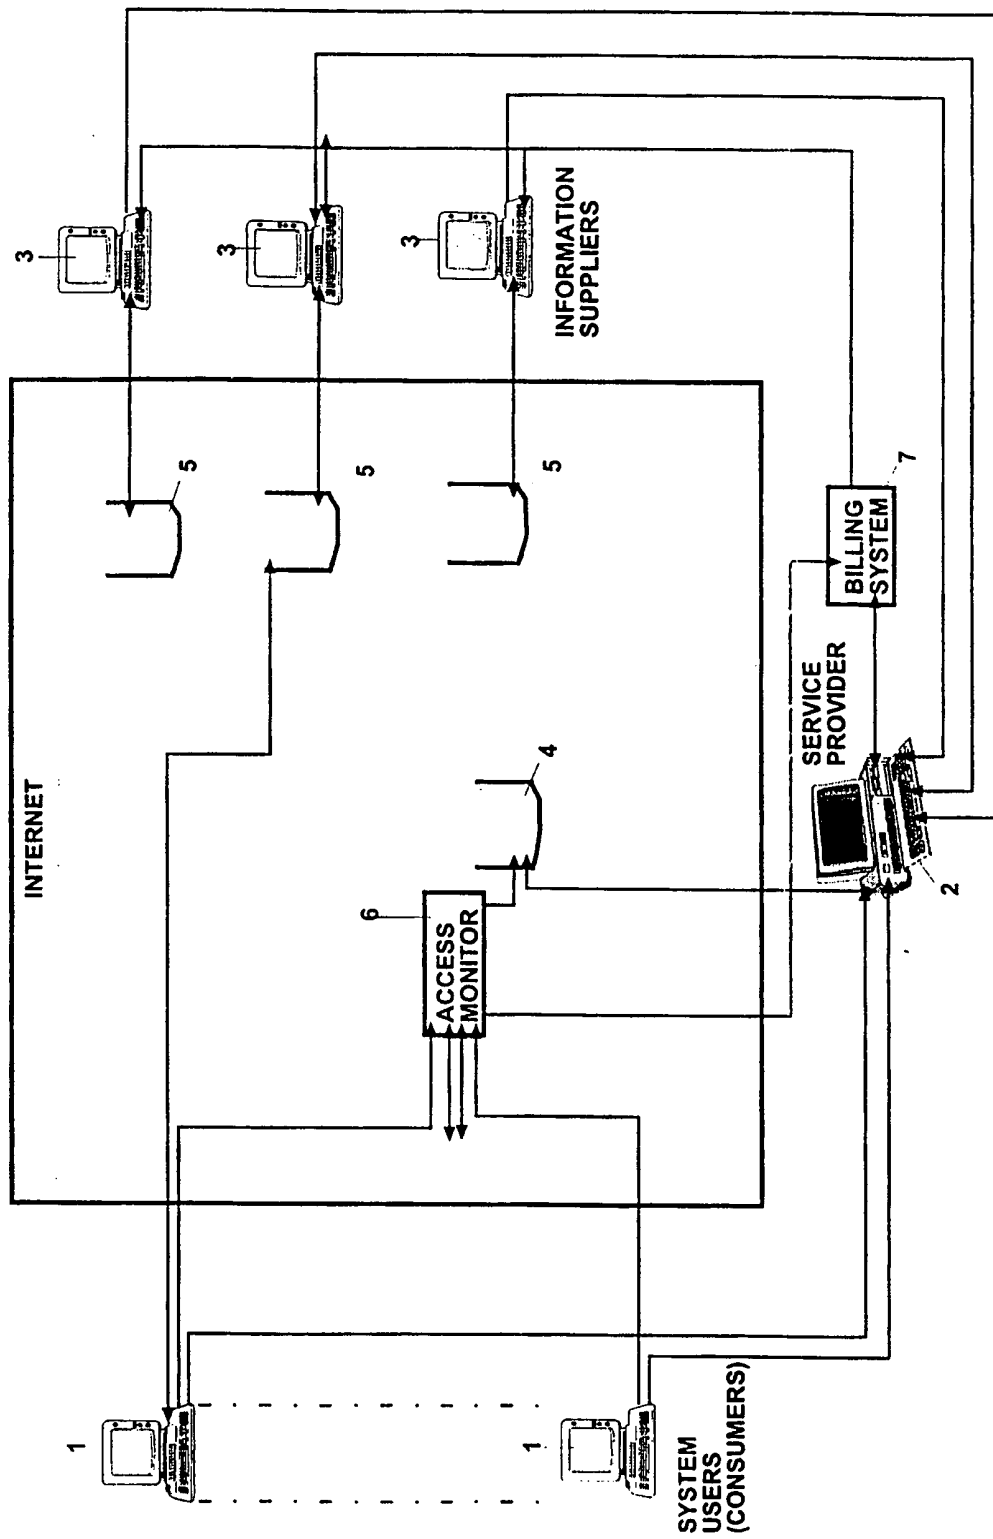 INTERNET
3
3
3
INFORMATION
SUPPLIERS
5
5
5
4
6
ACCESS
MONITOR
BILLING
SYSTEM
7
SERVICE
PROVIDER
2
1
1
SYSTEM
USERS
(CONSUMERS)